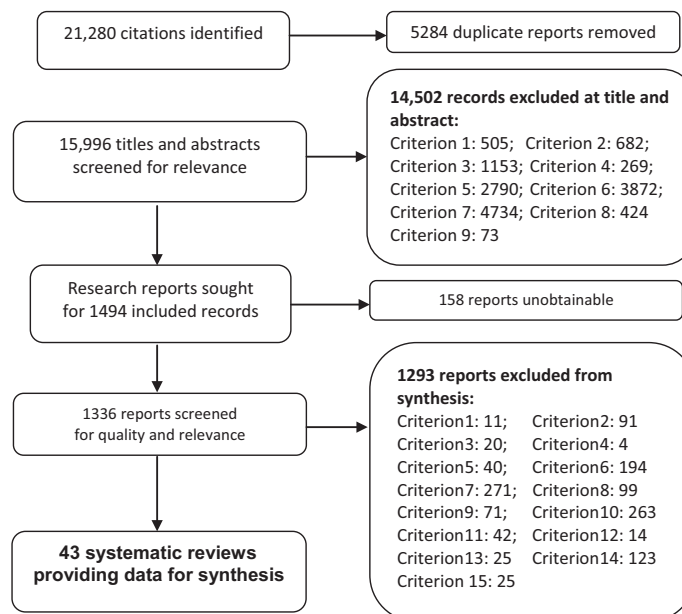 21,280 citations identified
5284 duplicate reports removed
15,996 titles and abstracts
screened for relevance
14,502 records excluded at title and
abstract:
Criterion 1: 505; Criterion 2: 682;
Criterion 3: 1153; Criterion 4: 269;
Criterion 5: 2790; Criterion 6: 3872;
Criterion 7: 4734; Criterion 8: 424
Criterion 9: 73
Research reports sought
for 1494 included records
158 reports unobtainable
1336 reports screened
for quality and relevance
1293 reports excluded from
synthesis:
Criterion1: 11; Criterion2: 91
Criterion3: 20; Criterion4: 4
Criterion5: 40; Criterion6: 194
Criterion7: 271; Criterion8: 99
Criterion9: 71; Criterion10: 263
Criterion11: 42; Criterion12: 14
Criterion13: 25 Criterion14: 123
Criterion 15: 25
43 systematic reviews
providing data for synthesis